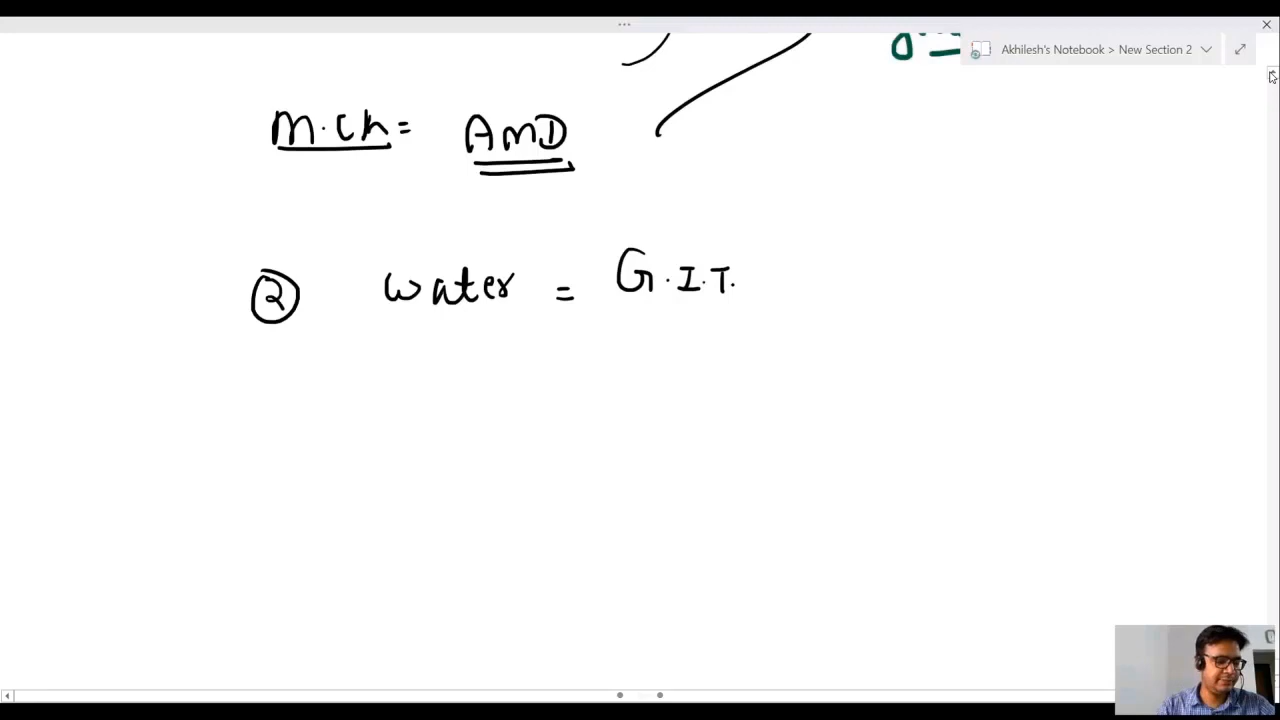 Akhilesh's Notebook > New Section 2
M.Ch = AMD
② water = G.I.T.